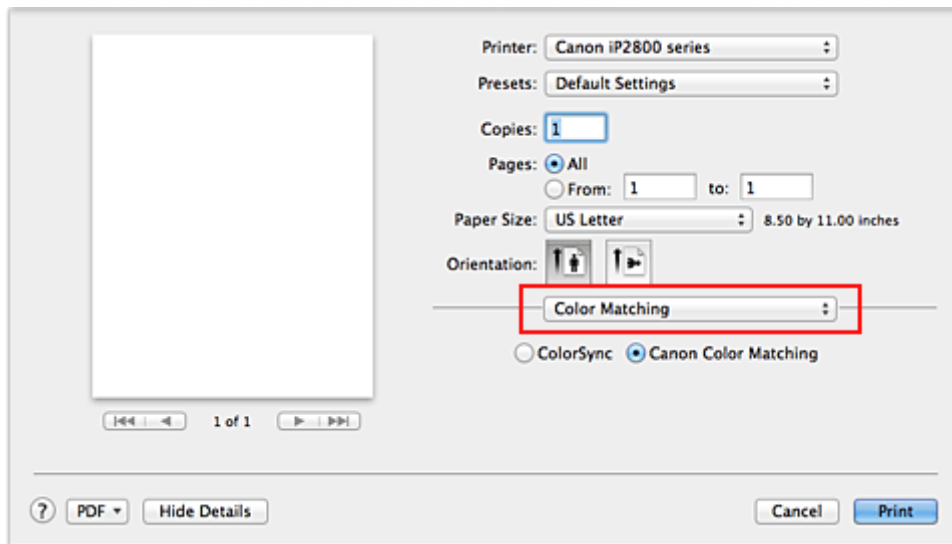 Printer: Canon iP2800 series
Presets: Default Settings
Copies: 1
Pages: All
From: 1 to: 1
Paper Size: US Letter 8.50 by 11.00 inches
Orientation:
Color Matching
ColorSync Canon Color Matching
1 of 1
? PDF Hide Details Cancel Print